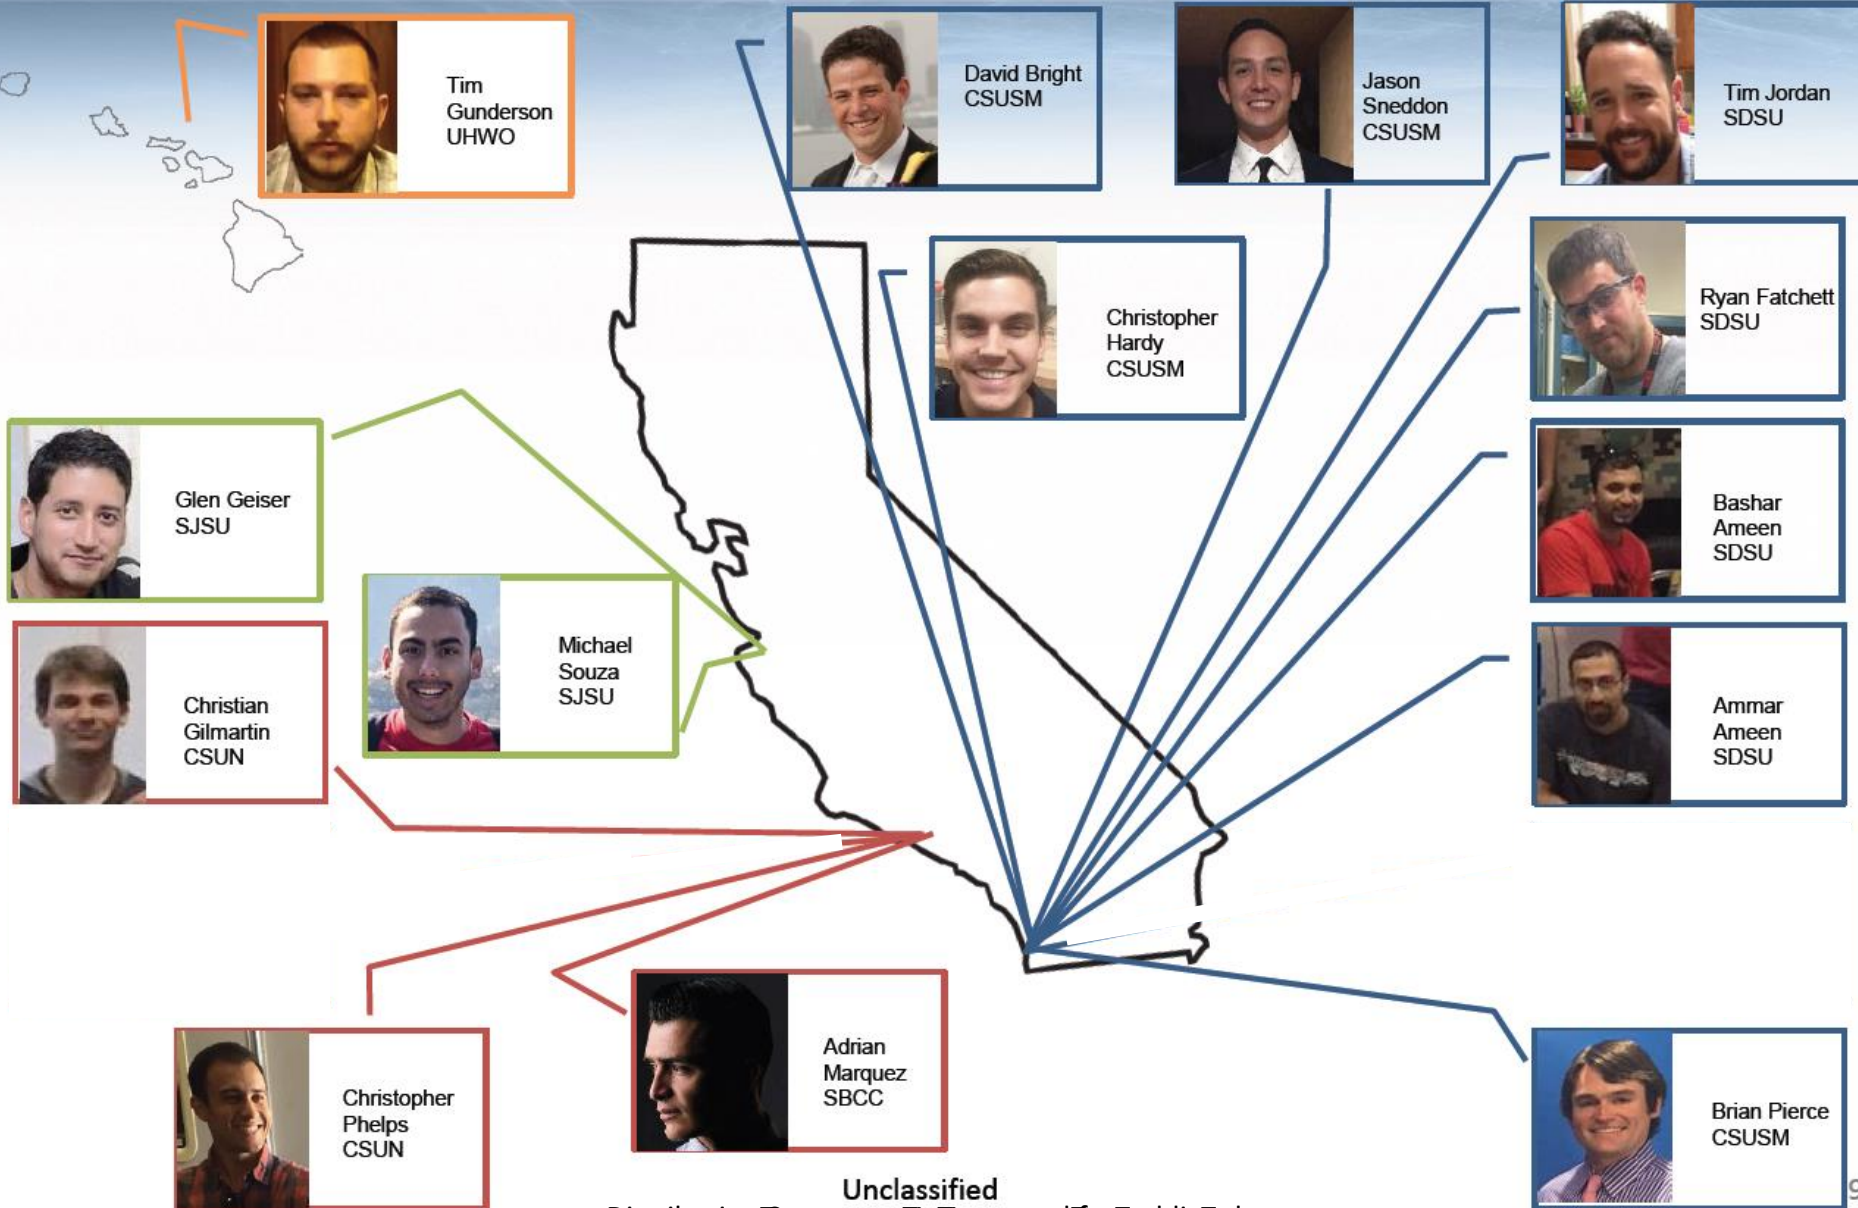 Tim
Gunderson
UHWO
David Bright
CSUSM
Jason
Sneddon
CSUSM
Tim Jordan
SDSU
Christopher
Hardy
CSUSM
Ryan Fatchett
SDSU
Glen Geiser
SJSU
Bashar
Ameen
SDSU
Michael
Souza
SJSU
Christian
Gilmartin
CSUN
Ammar
Ameen
SDSU
Christopher
Phelps
CSUN
Adrian
Marquez
SBCC
Brian Pierce
CSUSM
Unclassified
9